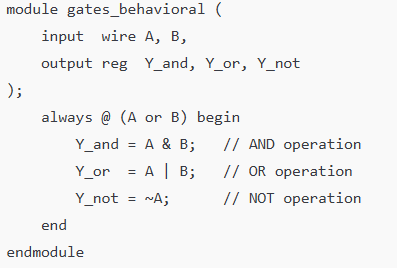 module gates_behavioral (
    input  wire A, B,
    output reg  Y_and, Y_or, Y_not
);
    always @ (A or B) begin
        Y_and = A & B;   // AND operation
        Y_or  = A | B;   // OR operation
        Y_not = ~A;      // NOT operation
    end
endmodule